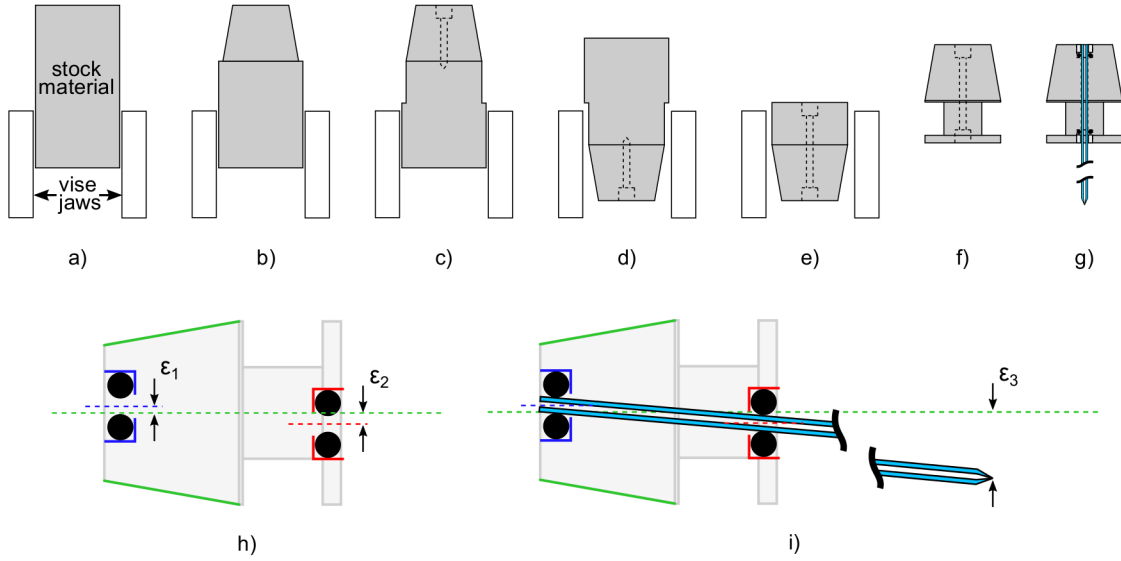 stock
material
vise
jaws
a)
b)
c)
d)
e)
f)
g)
ε1
ε2
ε3
h)
i)